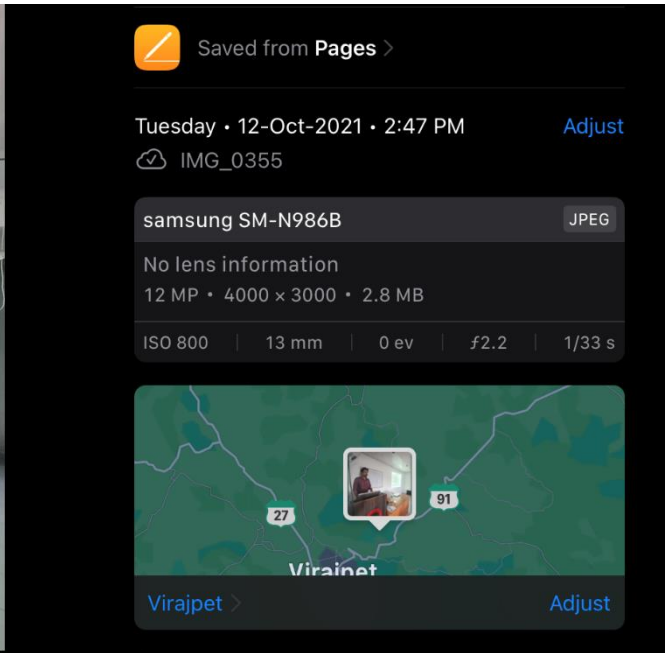 Saved from Pages >
Tuesday • 12-Oct-2021 • 2:47 PM Adjust
IMG_0355
samsung SM-N986B JPEG
No lens information
12 MP • 4000 × 3000 • 2.8 MB
ISO 800 | 13 mm | 0 ev | ƒ2.2 | 1/33 s
91
27
Virajpet
Virajpet > Adjust